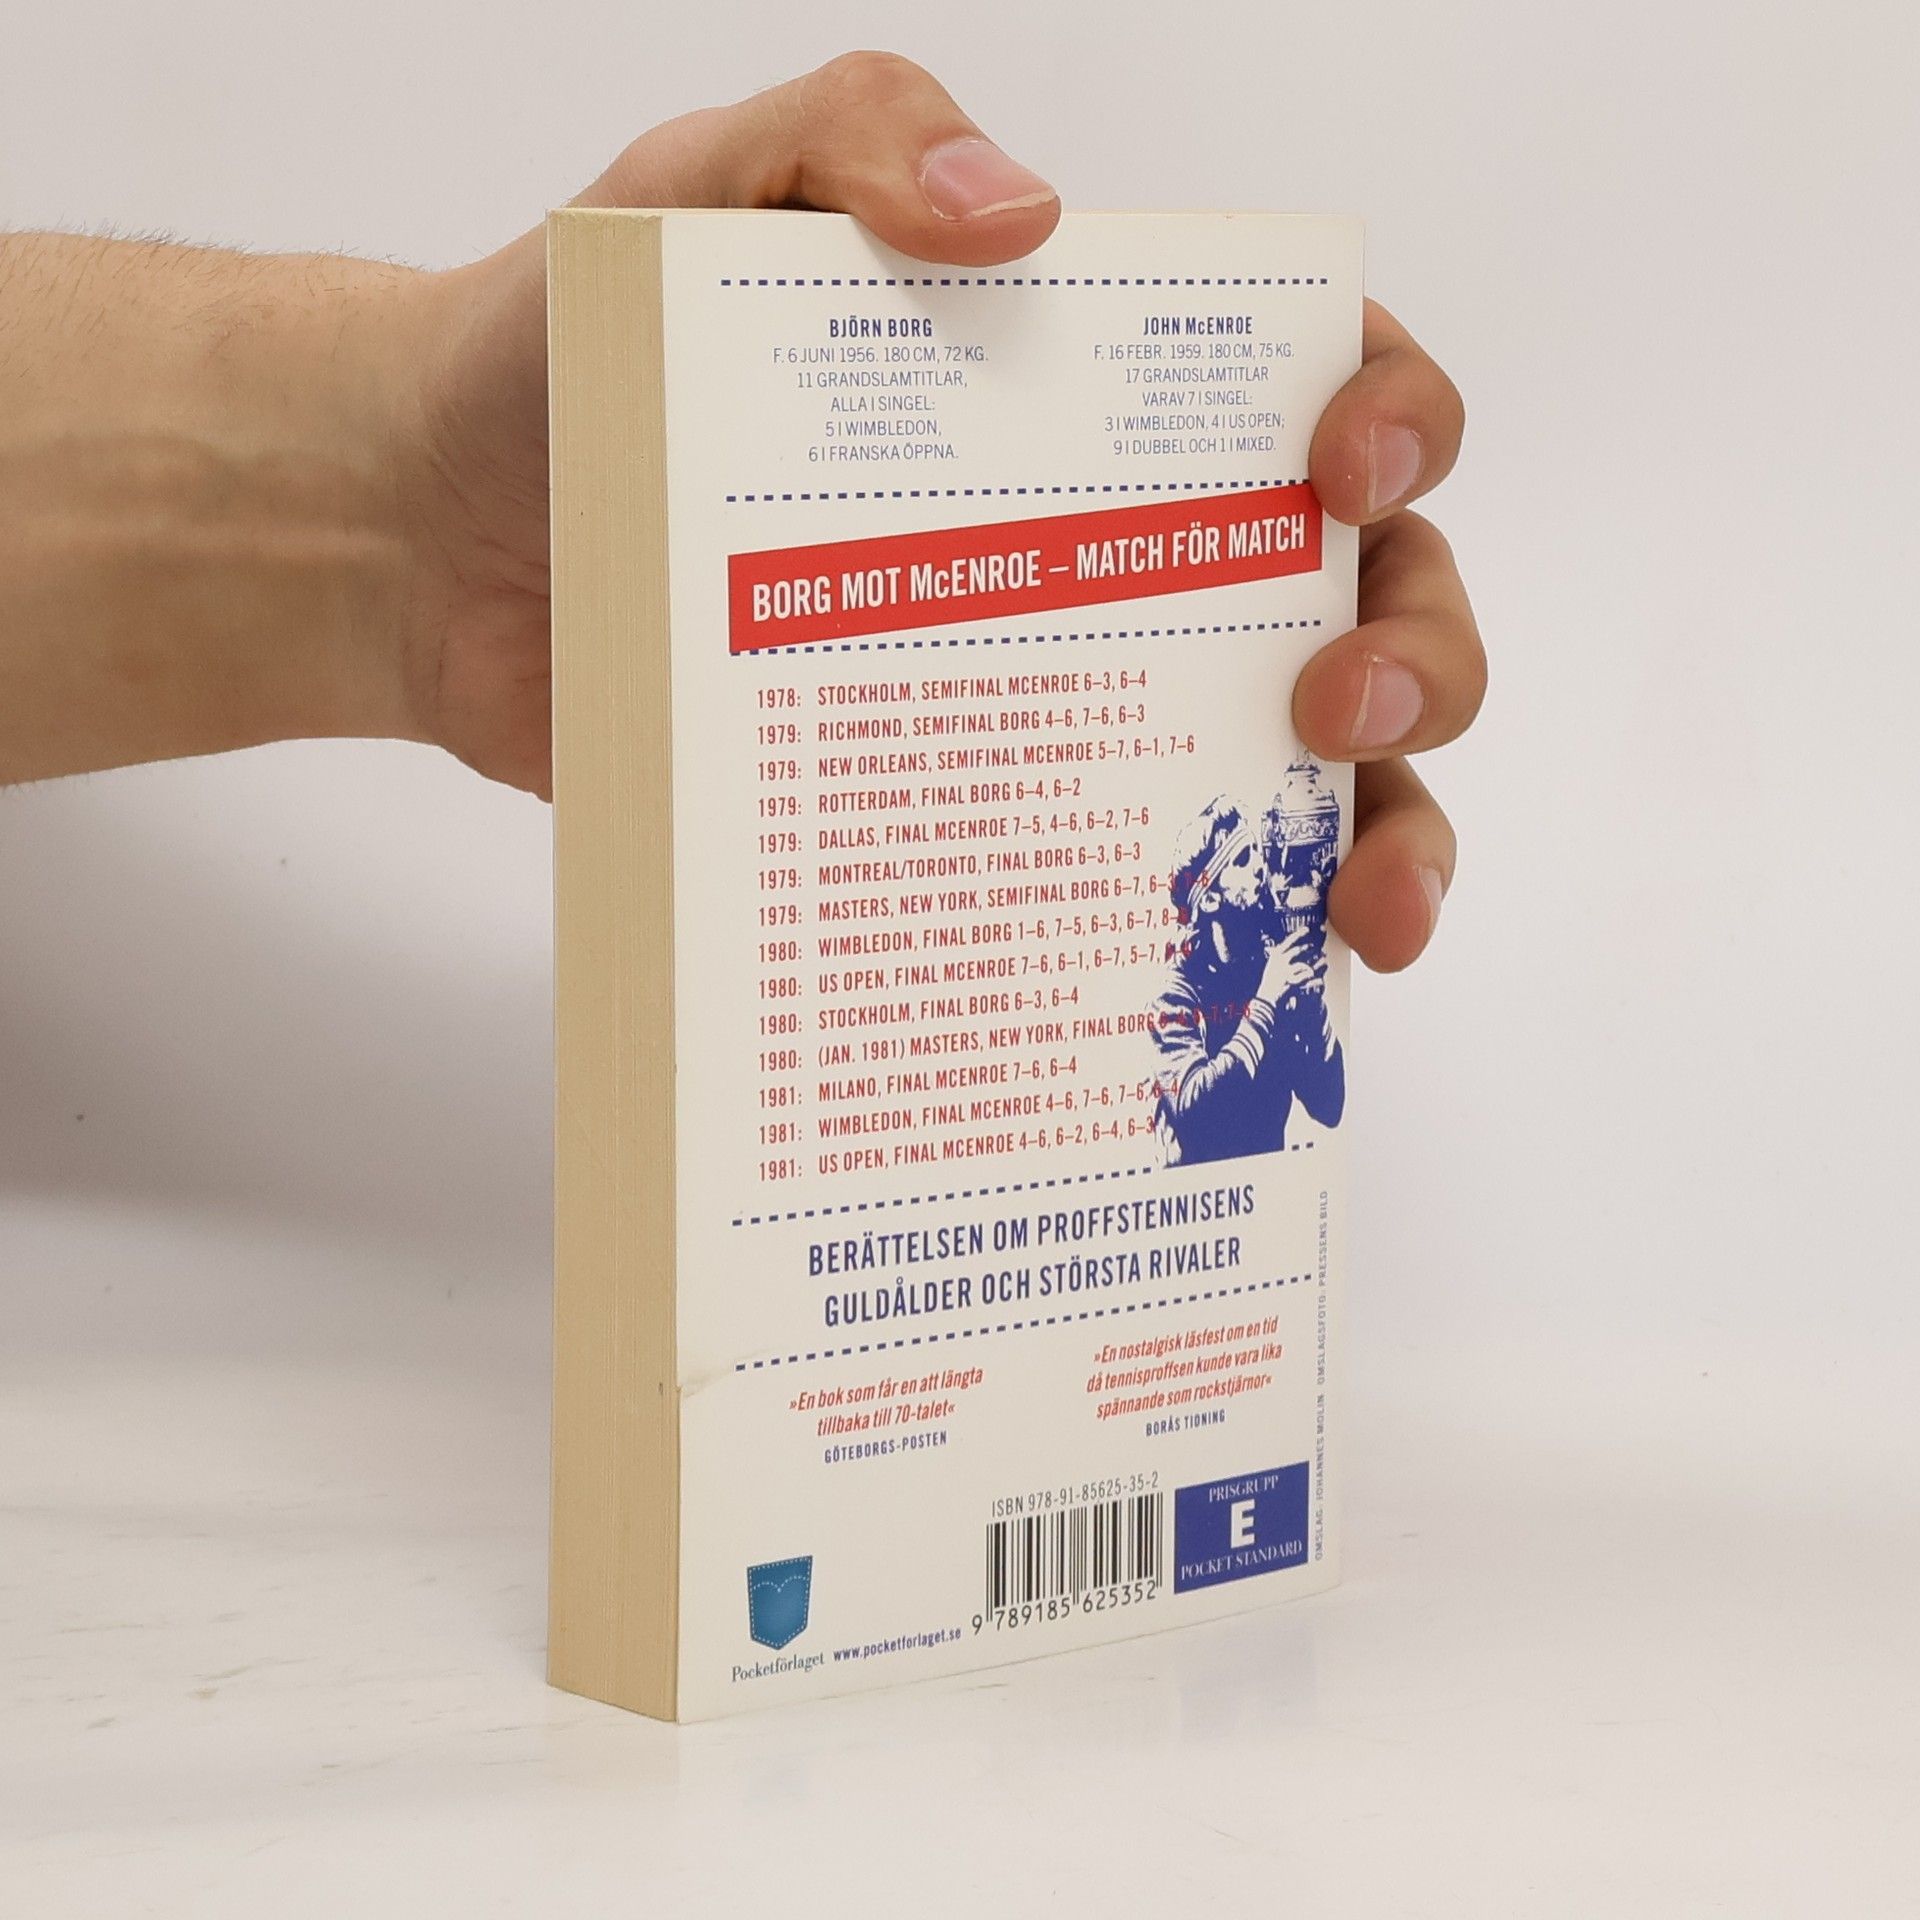 BJÖRN BORG
F. 6 JUNI 1956. 180 CM, 72 KG.
11 GRANDSLAMTITLAR,
ALLA I SINGEL:
5 I WIMBLEDON,
6 I FRANSKA ÖPPNA.
JOHN McENROE
F. 16 FEBR. 1959. 180 CM, 75 KG.
17 GRANDSLAMTITLAR
VARAV 7 I SINGEL:
3 I WIMBLEDON, 4 I US OPEN;
9 I DUBBEL OCH 1 I MIXED.
BORG MOT McENROE – MATCH FÖR MATCH
1978: STOCKHOLM, SEMIFINAL MCENROE 6–3, 6–4
1979: RICHMOND, SEMIFINAL BORG 4–6, 7–6, 6–3
1979: NEW ORLEANS, SEMIFINAL MCENROE 5–7, 6–1, 7–6
1979: ROTTERDAM, FINAL BORG 6–4, 6–2
1979: DALLAS, FINAL MCENROE 7–5, 4–6, 6–2, 7–6
1979: MONTREAL/TORONTO, FINAL BORG 6–3, 6–3
1979: MASTERS, NEW YORK, SEMIFINAL BORG 6–7, 6–3, 7–6
1980: WIMBLEDON, FINAL BORG 1–6, 7–5, 6–3, 6–7, 8–6
1980: US OPEN, FINAL MCENROE 7–6, 6–1, 6–7, 5–7,
1980: STOCKHOLM, FINAL BORG 6–3, 6–4
1980: (JAN. 1981) MASTERS, NEW YORK, FINAL BORG 6–4, 6–7, 7–6
1981: MILANO, FINAL MCENROE 7–6, 6–4
1981: WIMBLEDON, FINAL MCENROE 4–6, 7–6, 7–6, 6–4
1981: US OPEN, FINAL MCENROE 4–6, 6–2, 6–4, 6–3
BERÄTTELSEN OM PROFFSTENNISENS
GULDÅLDER OCH STÖRSTA RIVALER
»En bok som får en att längta
tillbaka till 70-talet«
GÖTEBORGS-POSTEN
»En nostalgisk läsfest om en tid
då tennisproffsen kunde vara lika
spännande som rockstjärnor«
BORÅS TIDNING
ISBN 978-91-85625-35-2
9 789185 625352
PRISGRUPP
E
POCKET STANDARD
Pocketförlaget
www.pocketforlaget.se
OMSLAG: JOHANNES MOLIN OMSLAGSFOTO: PRESSENS BILD